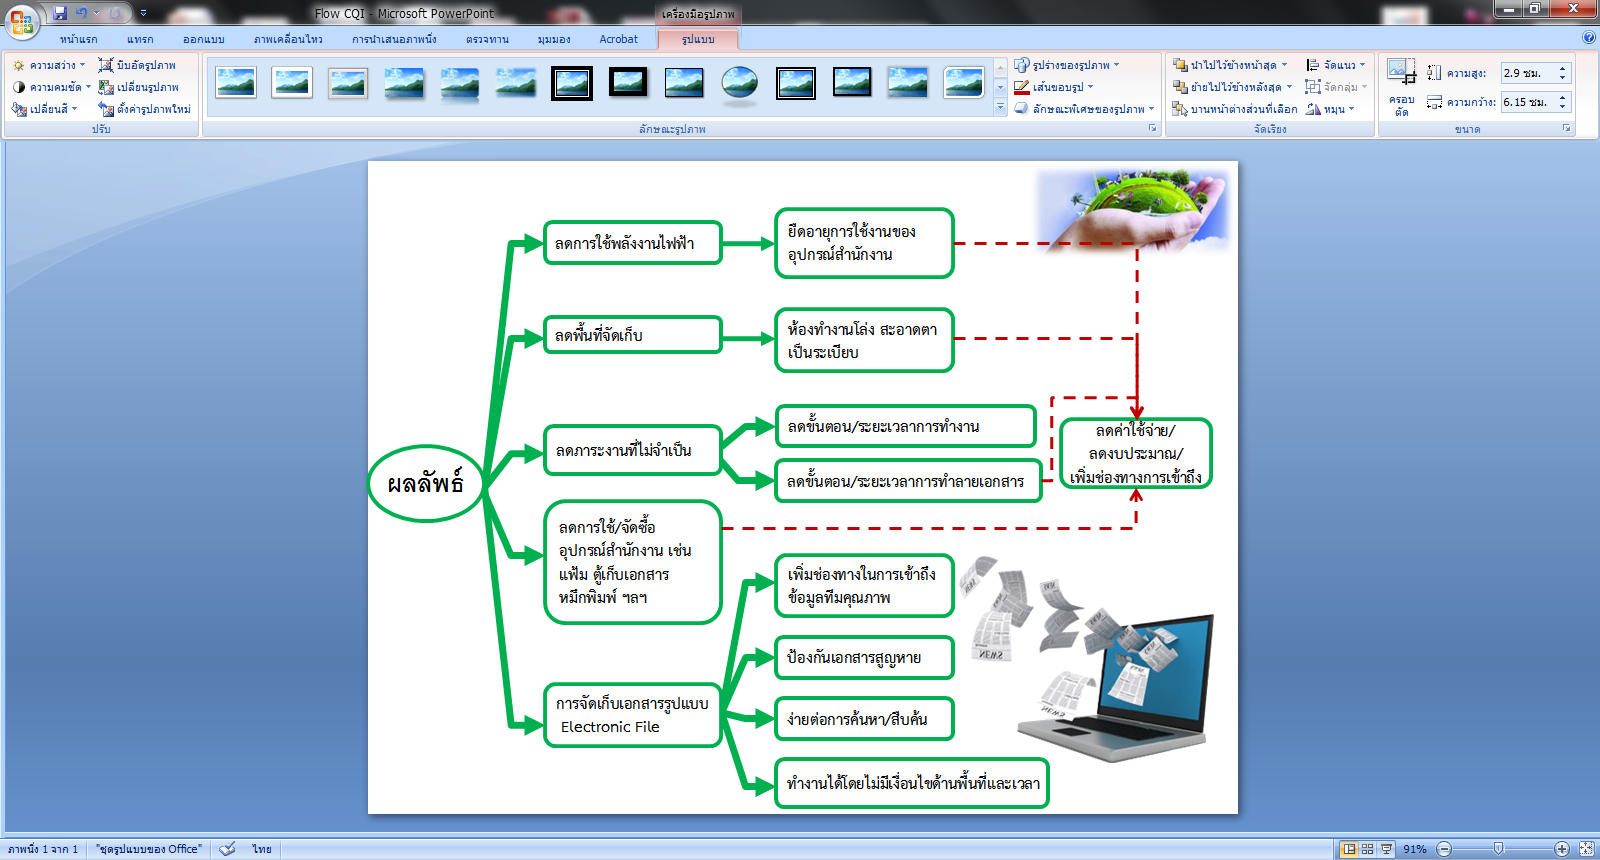 Flow CQI - Microsoft PowerPoint
เครื่องมือรูปภาพ
หน้าแรก แทรก ออกแบบ ภาพเคลื่อนไหว การนำเสนอภาพนิ่ง ตรวจทาน มุมมอง Acrobat รูปแบบ
ความสว่าง
ความคมชัด
เปลี่ยนสี
บีบอัดรูปภาพ
เปลี่ยนรูปภาพ
ตั้งค่ารูปภาพใหม่
ปรับ
ลักษณะรูปภาพ
รูปร่างของรูปภาพ
เส้นขอบรูป
ลักษณะพิเศษของรูปภาพ
นำไปไว้ข้างหน้าสุด
ย้ายไปไว้ข้างหลังสุด
บานหน้าต่างส่วนที่เลือก
จัดแนว
จัดกลุ่ม
หมุน
จัดเรียง
ครอบ
ตัด
ความสูง: 2.9 ซม.
ความกว้าง: 6.15 ซม.
ขนาด
ผลลัพธ์
ลดการใช้พลังงานไฟฟ้า
ยืดอายุการใช้งานของ
อุปกรณ์สำนักงาน
ลดพื้นที่จัดเก็บ
ห้องทำงานโล่ง สะอาดตา
เป็นระเบียบ
ลดภาระงานที่ไม่จำเป็น
ลดขั้นตอน/ระยะเวลาการทำงาน
ลดขั้นตอน/ระยะเวลาการทำลายเอกสาร
ลดค่าใช้จ่าย/
ลดงบประมาณ/
เพิ่มช่องทางการเข้าถึง
ลดการใช้/จัดซื้อ
อุปกรณ์สำนักงาน เช่น
แฟ้ม ตู้เก็บเอกสาร
หมึกพิมพ์ ฯลฯ
การจัดเก็บเอกสารรูปแบบ
Electronic File
เพิ่มช่องทางในการเข้าถึง
ข้อมูลทีมคุณภาพ
ป้องกันเอกสารสูญหาย
ง่ายต่อการค้นหา/สืบค้น
ทำงานได้โดยไม่มีเงื่อนไขด้านพื้นที่และเวลา
NEWS
NEWS
ภาพนิ่ง 1 จาก 1
"ชุดรูปแบบของ Office"
ไทย
91%